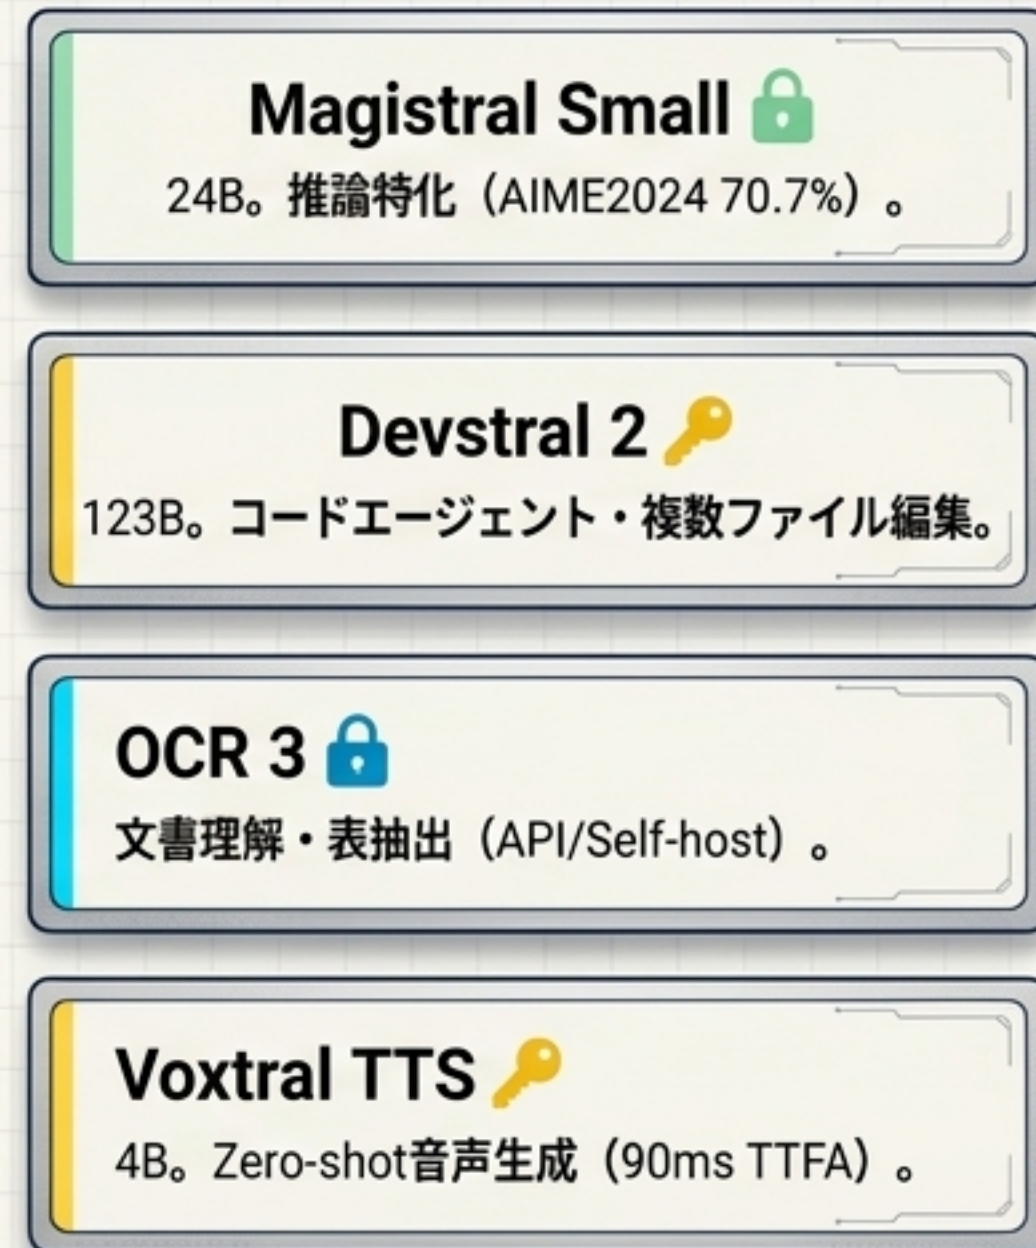 Magistral Small
24B。推論特化（AIME2024 70.7%）。
Devstral 2
123B。コードエージェント・複数ファイル編集。
OCR 3
文書理解・表抽出（API/Self-host）。
Voxtral TTS
4B。Zero-shot音声生成（90ms TTFA）。